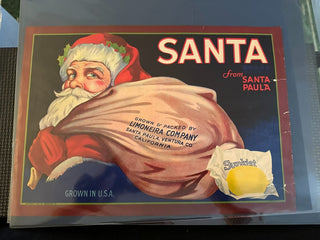 SANTA
from SANTA
PAULA
GROWN & PACKED BY
LIMONEIRA COMPANY
SANTA PAULA, VENTURA CO.
CALIFORNIA
Sunkist
GROWN IN U.S.A.